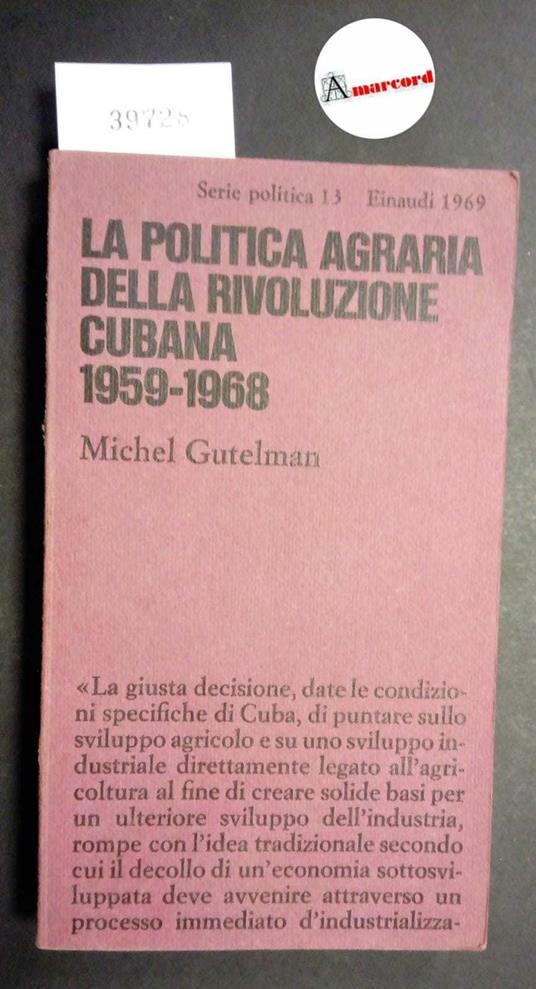 Amarcord
39728
Serie politica 13 Einaudi 1969
LA POLITICA AGRARIA
DELLA RIVOLUZIONE
CUBANA
1959-1968
Michel Gutelman
«La giusta decisione, date le condizio-
ni specifiche di Cuba, di puntare sullo
sviluppo agricolo e su uno sviluppo in-
dustriale direttamente legato all'agri-
coltura al fine di creare solide basi per
un ulteriore sviluppo dell'industria,
rompe con l'idea tradizionale secondo
cui il decollo di un'economia sottosvi-
luppata deve avvenire attraverso un
processo immediato d'industrializza-